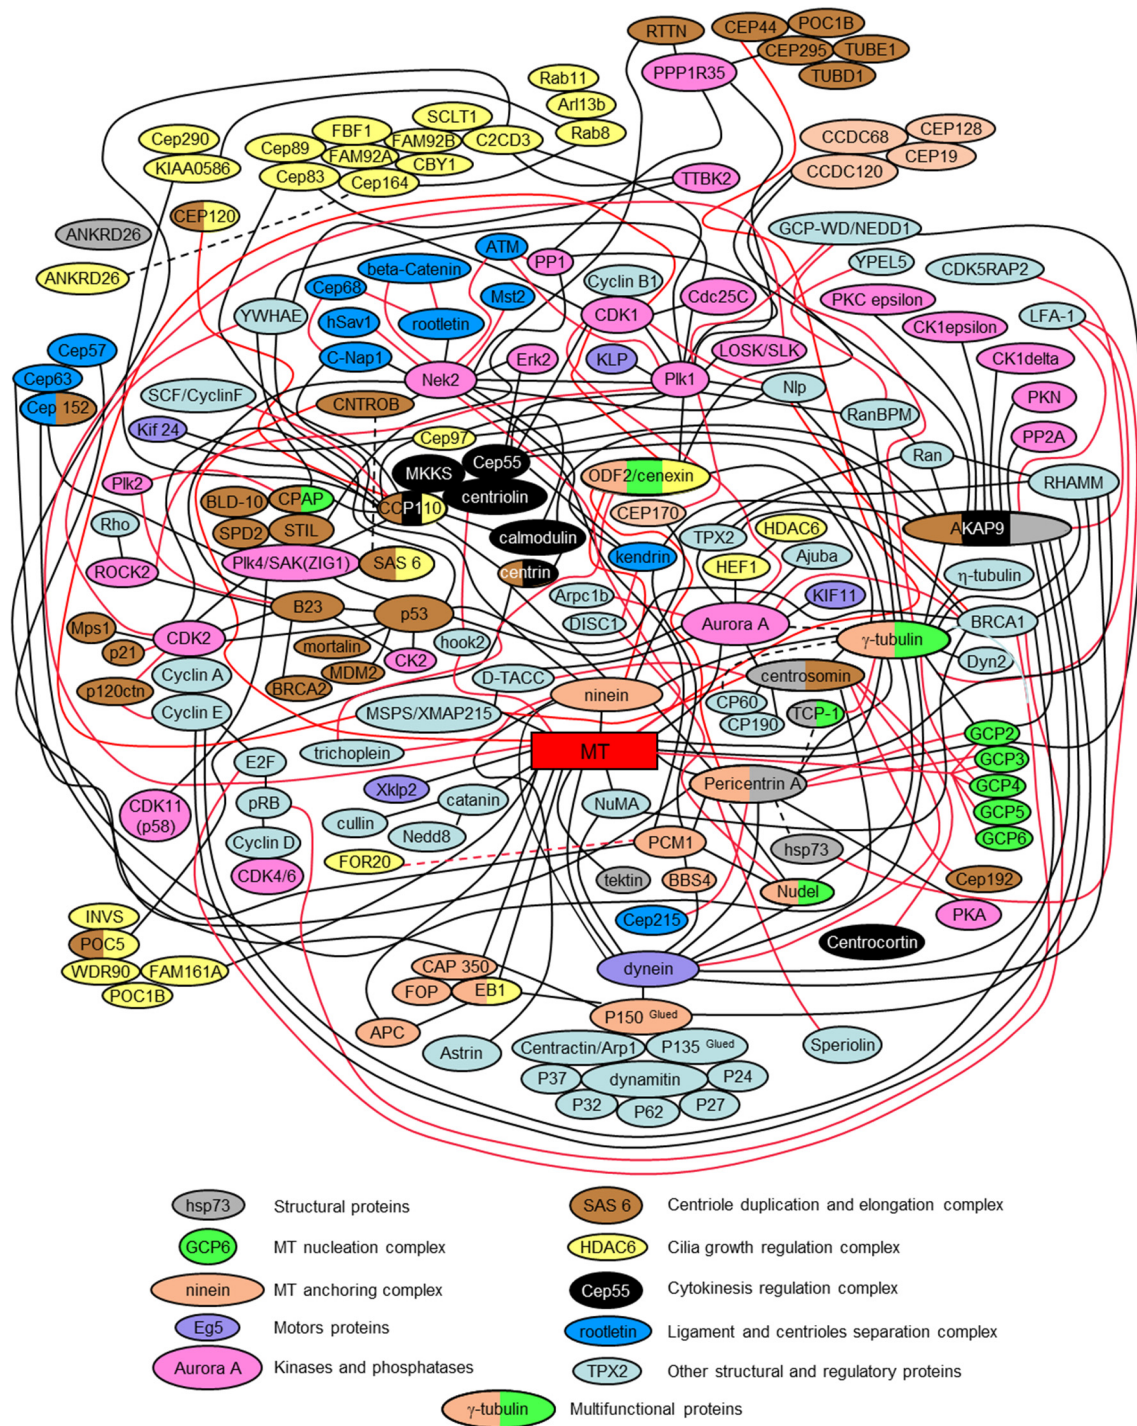 RTTN
CEP44
POC1B
CEP295
TUBE1
TUBD1
PPP1R35
Rab11
Arl13b
Rab8
SCLT1
FBF1
FAM92B
C2CD3
Cep290
Cep89
FAM92A
CBY1
KIAA0586
Cep83
Cep164
CCDC68
CEP128
CEP19
CCDC120
TTBK2
CEP120
ANKRD26
ANKRD26
GCP-WD/NEDD1
YPEL5
CDK5RAP2
ATM
PP1
beta-Catenin
Cep68
Mst2
Cyclin B1
Cdc25C
PKC epsilon
LFA-1
YWHAE
hSav1
rootletin
CDK1
CK1epsilon
Cep57
C-Nap1
Erk2
KLP
LOSK/SLK
CK1delta
Cep63
Nek2
Plk1
Nlp
Cep 152
SCF/CyclinF
CNTROB
PKN
RanBPM
PP2A
Kif 24
Cep97
Cep55
Ran
MKKS
ODF2/cenexin
RHAMM
Plk2
BLD-10
CPAP
centriolin
CCP110
CEP170
HDAC6
AKAP9
Rho
SPD2
STIL
calmodulin
kendrin
TPX2
Ajuba
ROCK2
Plk4/SAK(ZIG1)
SAS 6
centrin
HEF1
η-tubulin
Arpc1b
KIF11
B23
p53
DISC1
Aurora A
BRCA1
Mps1
CDK2
mortalin
hook2
γ-tubulin
p21
CK2
Dyn2
Cyclin A
MDM2
D-TACC
centrosomin
p120ctn
BRCA2
ninein
Cyclin E
MSPS/XMAP215
CP60
TCP-1
CP190
GCP2
trichoplein
MT
GCP3
E2F
GCP4
Pericentrin A
Xklp2
pRB
catanin
NuMA
GCP5
CDK11
(p58)
cullin
Nedd8
GCP6
Cyclin D
PCM1
hsp73
FOR20
CDK4/6
tektin
BBS4
Nudel
Cep192
INVS
Cep215
PKA
POC5
Centrocortin
WDR90
FAM161A
CAP 350
dynein
POC1B
FOP
EB1
P150 Glued
APC
Astrin
Centractin/Arp1
P135 Glued
Speriolin
P37
dynamitin
P24
P32
P62
P27
hsp73
Structural proteins
SAS 6
Centriole duplication and elongation complex
GCP6
MT nucleation complex
HDAC6
Cilia growth regulation complex
ninein
MT anchoring complex
Cep55
Cytokinesis regulation complex
Eg5
Motors proteins
rootletin
Ligament and centrioles separation complex
Aurora A
Kinases and phosphatases
TPX2
Other structural and regulatory proteins
γ-tubulin
Multifunctional proteins